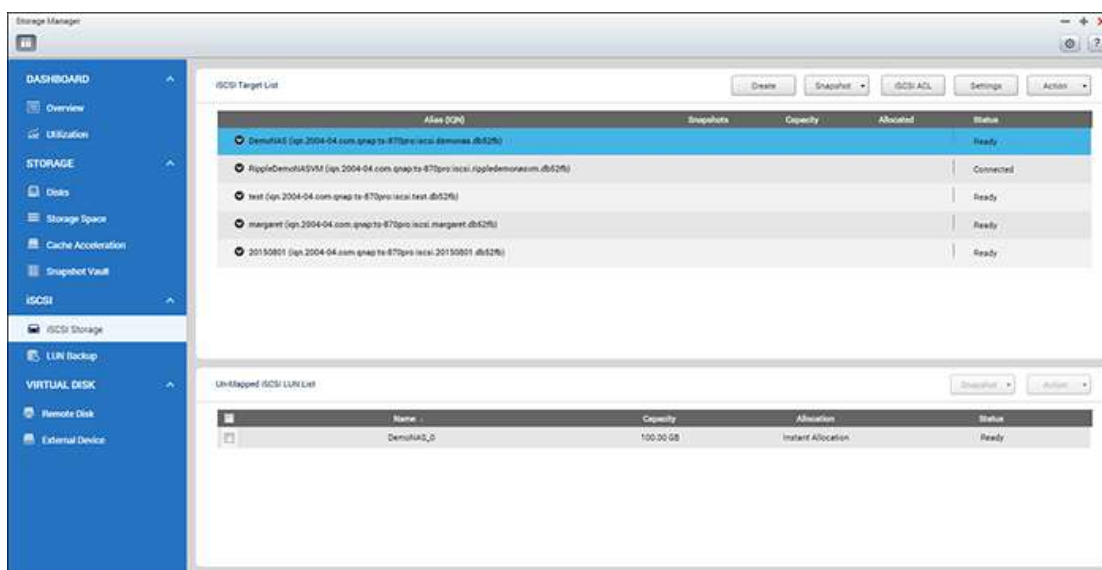 Storage Manager
DASHBOARD
Overview
Utilization
STORAGE
Disks
Storage Space
Cache Acceleration
Snapshot Vault
iSCSI
iSCSI Storage
LUN Backup
VIRTUAL DISK
Remote Disk
External Device
iSCSI Target List Create Snapshot iSCSI ACL Settings Action
Alias (IQN) Snapshots Capacity Allocated Status
DemoNAS (iqn.2004-04.com.qnap:ts-870pro:iscsi.demonas.db52fb) Ready
RippleDemoNASVM (iqn.2004-04.com.qnap:ts-870pro:iscsi.rippledemonasvm.db52fb) Connected
test (iqn.2004-04.com.qnap:ts-870pro:iscsi.test.db52fb) Ready
margaret (iqn.2004-04.com.qnap:ts-870pro:iscsi.margaret.db52fb) Ready
20150801 (iqn.2004-04.com.qnap:ts-870pro:iscsi.20150801.db52fb) Ready
Un-Mapped iSCSI LUN List Snapshot Action
Name Capacity Allocation Status
DemoNAS_0 100.00 GB Instant Allocation Ready